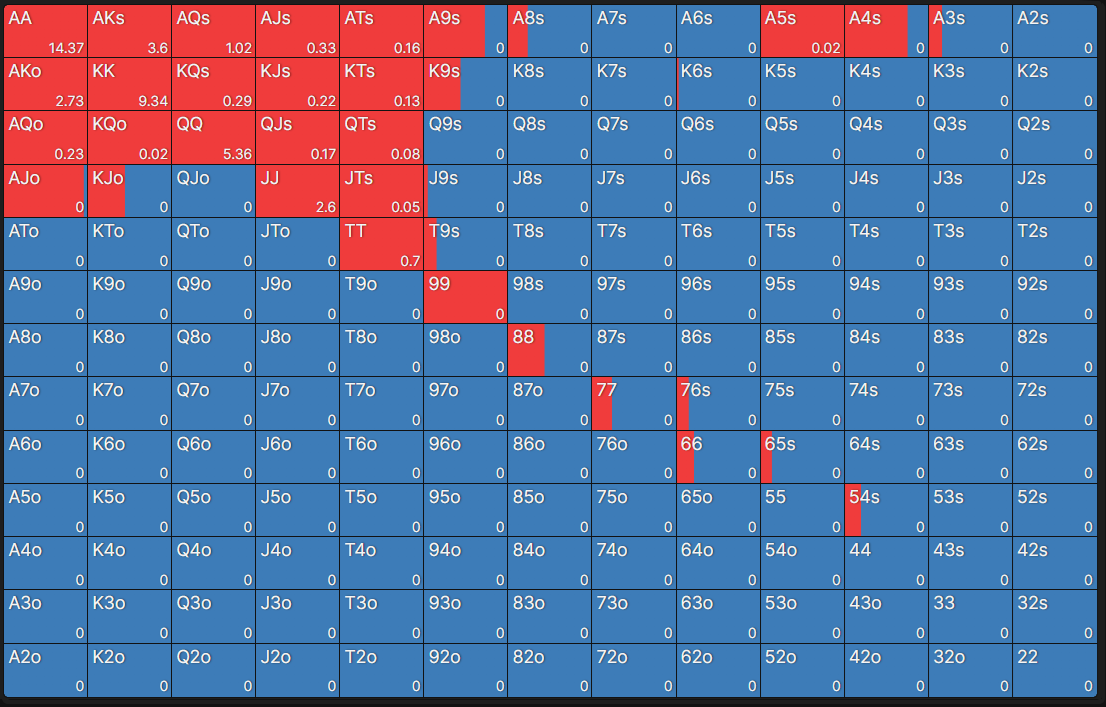 AA AKs AQs AJs ATs A9s A8s A7s A6s A5s A4s A3s A2s
14.37 3.6 1.02 0.33 0.16 0 0 0 0 0.02 0 0 0
AKo KK KQs KJs KTs K9s K8s K7s K6s K5s K4s K3s K2s
2.73 9.34 0.29 0.22 0.13 0 0 0 0 0 0 0 0
AQo KQo QQ QJs QTs Q9s Q8s Q7s Q6s Q5s Q4s Q3s Q2s
0.23 0.02 5.36 0.17 0.08 0 0 0 0 0 0 0 0
AJo KJo QJo JJ JTs J9s J8s J7s J6s J5s J4s J3s J2s
0 0 0 2.6 0.05 0 0 0 0 0 0 0 0
ATo KTo QTo JTo TT T9s T8s T7s T6s T5s T4s T3s T2s
0 0 0 0 0.7 0 0 0 0 0 0 0 0
A9o K9o Q9o J9o T9o 99 98s 97s 96s 95s 94s 93s 92s
0 0 0 0 0 0 0 0 0 0 0 0 0
A8o K8o Q8o J8o T8o 98o 88 87s 86s 85s 84s 83s 82s
0 0 0 0 0 0 0 0 0 0 0 0 0
A7o K7o Q7o J7o T7o 97o 87o 77 76s 75s 74s 73s 72s
0 0 0 0 0 0 0 0 0 0 0 0 0
A6o K6o Q6o J6o T6o 96o 86o 76o 66 65s 64s 63s 62s
0 0 0 0 0 0 0 0 0 0 0 0 0
A5o K5o Q5o J5o T5o 95o 85o 75o 65o 55 54s 53s 52s
0 0 0 0 0 0 0 0 0 0 0 0 0
A4o K4o Q4o J4o T4o 94o 84o 74o 64o 54o 44 43s 42s
0 0 0 0 0 0 0 0 0 0 0 0 0
A3o K3o Q3o J3o T3o 93o 83o 73o 63o 53o 43o 33 32s
0 0 0 0 0 0 0 0 0 0 0 0 0
A2o K2o Q2o J2o T2o 92o 82o 72o 62o 52o 42o 32o 22
0 0 0 0 0 0 0 0 0 0 0 0 0